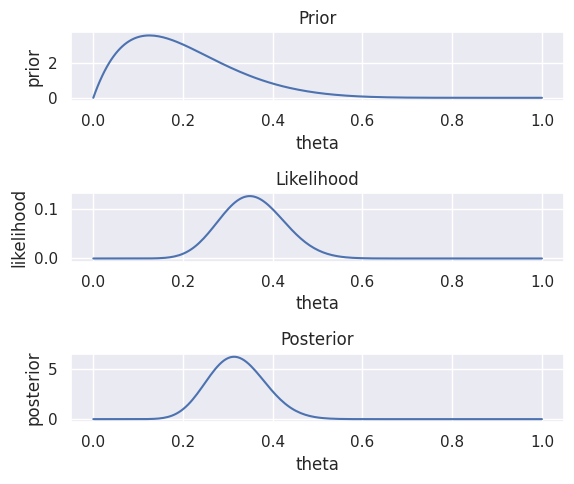 Prior
prior
2
0
0.0 0.2 0.4 0.6 0.8 1.0
theta
Likelihood
likelihood
0.1
0.0
0.0 0.2 0.4 0.6 0.8 1.0
theta
Posterior
posterior
5
0
0.0 0.2 0.4 0.6 0.8 1.0
theta